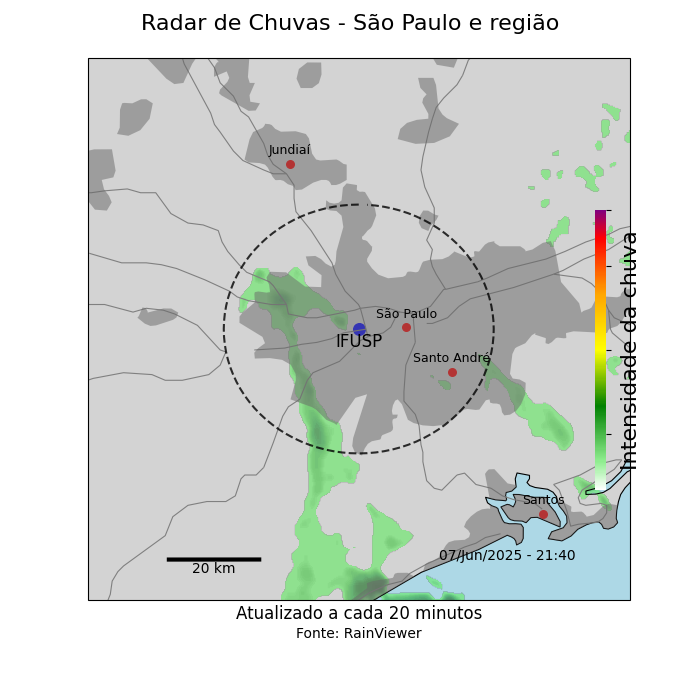 Radar de Chuvas - São Paulo e região
Jundiaí
São Paulo
IFUSP
Santo André
Intensidade da chuva
Santos
07/Jun/2025 - 21:40
20 km
Atualizado a cada 20 minutos
Fonte: RainViewer